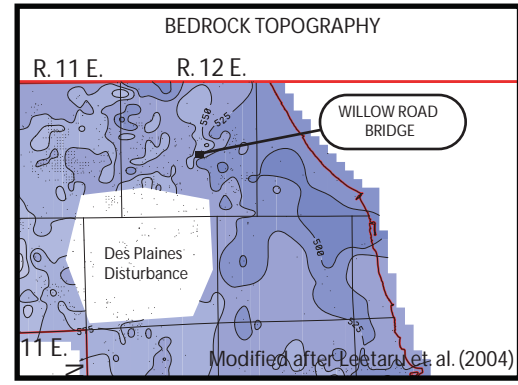 BEDROCK TOPOGRAPHY
R. 11 E.
R. 12 E.
550
525
WILLOW ROAD
BRIDGE
500
Des Plaines
Disturbance
525
11 E.
Modified after Leetaru et. al. (2004)